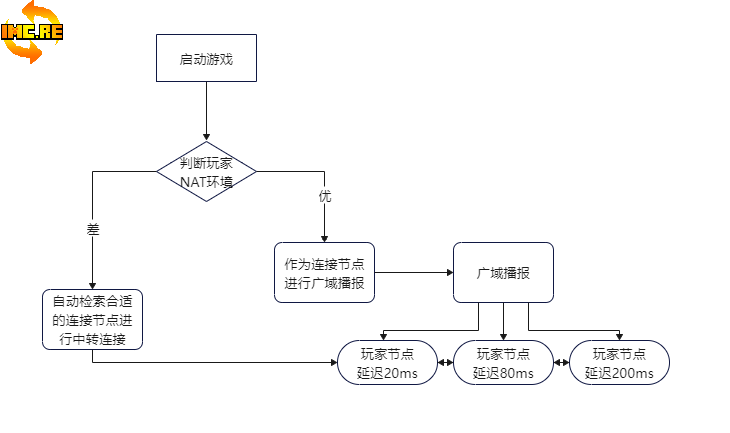 IMC.RE
启动游戏
判断玩家
NAT环境
优
差
作为连接节点
进行广域播报
广域播报
自动检索合适
的连接节点进
行中转连接
玩家节点
延迟20ms
玩家节点
延迟80ms
玩家节点
延迟200ms